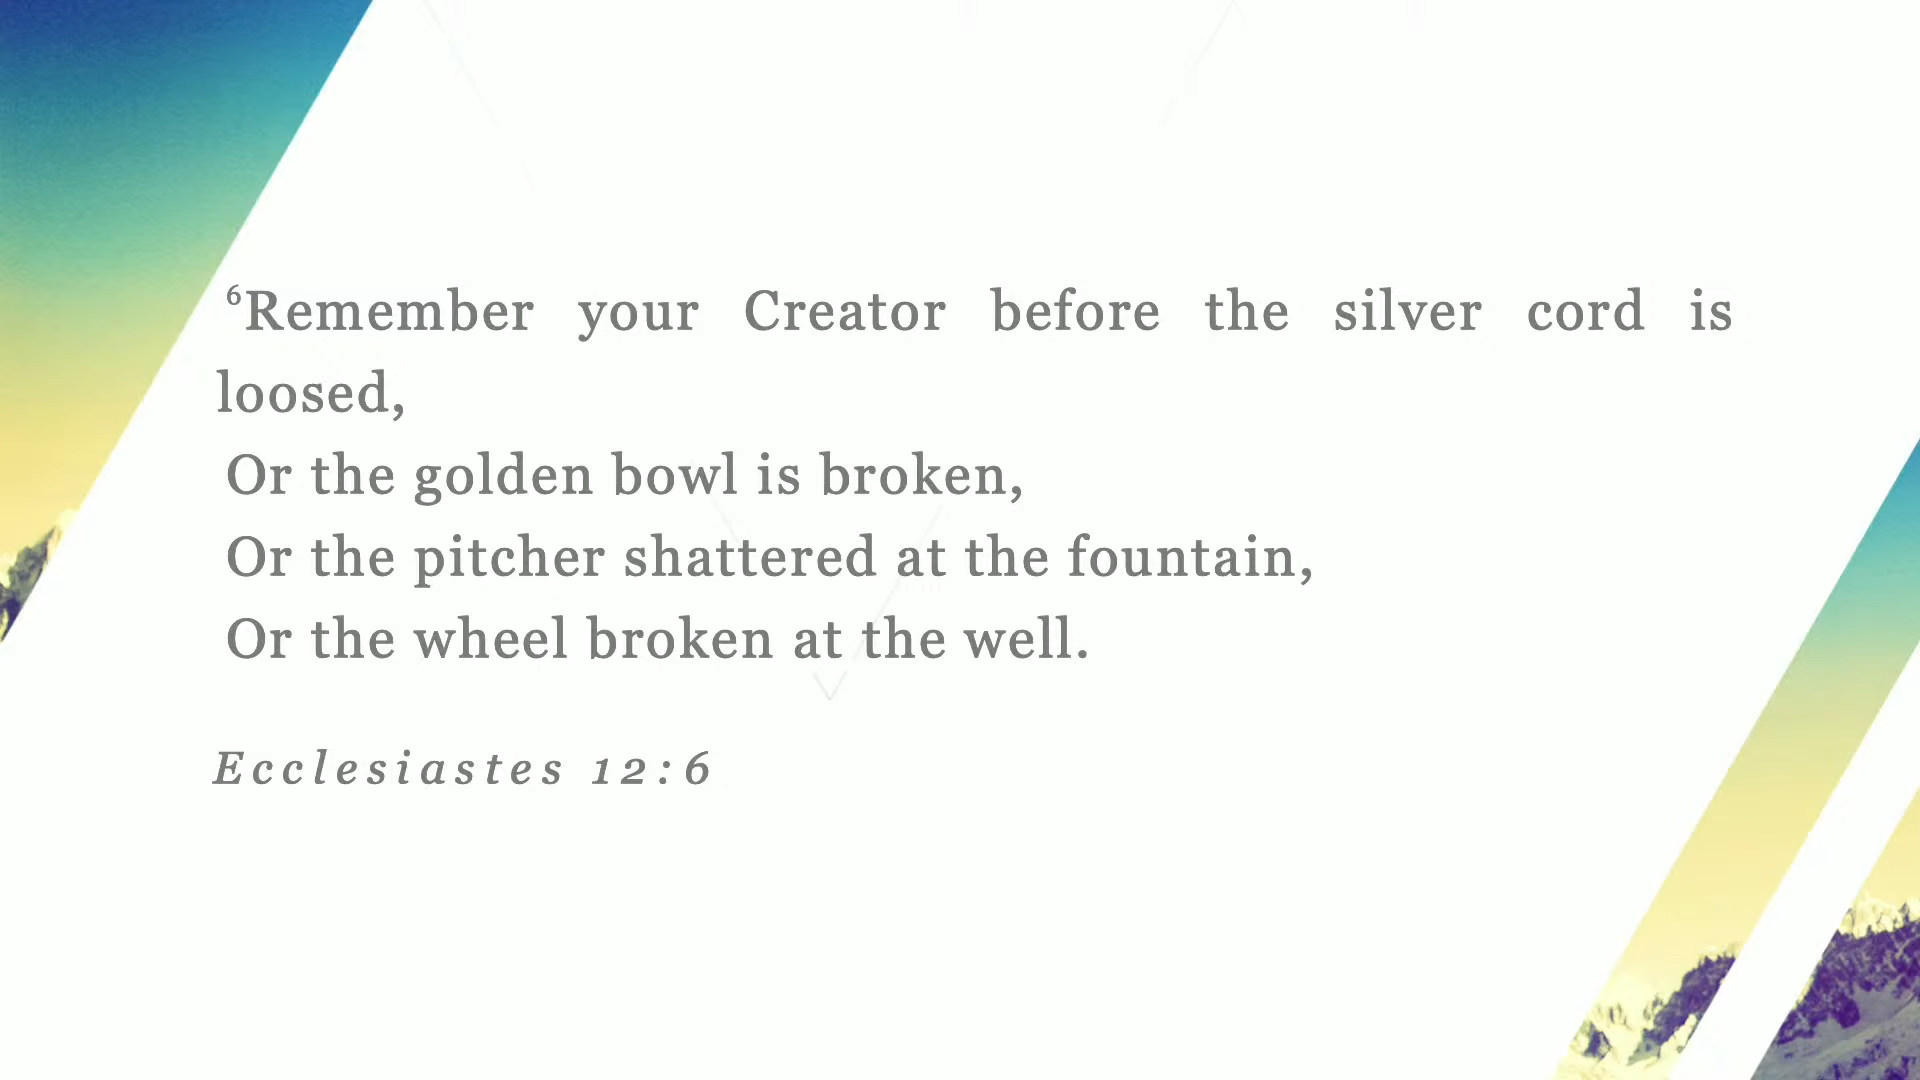 ⁶Remember your Creator before the silver cord is
loosed,
Or the golden bowl is broken,
Or the pitcher shattered at the fountain,
Or the wheel broken at the well.
Ecclesiastes 12:6